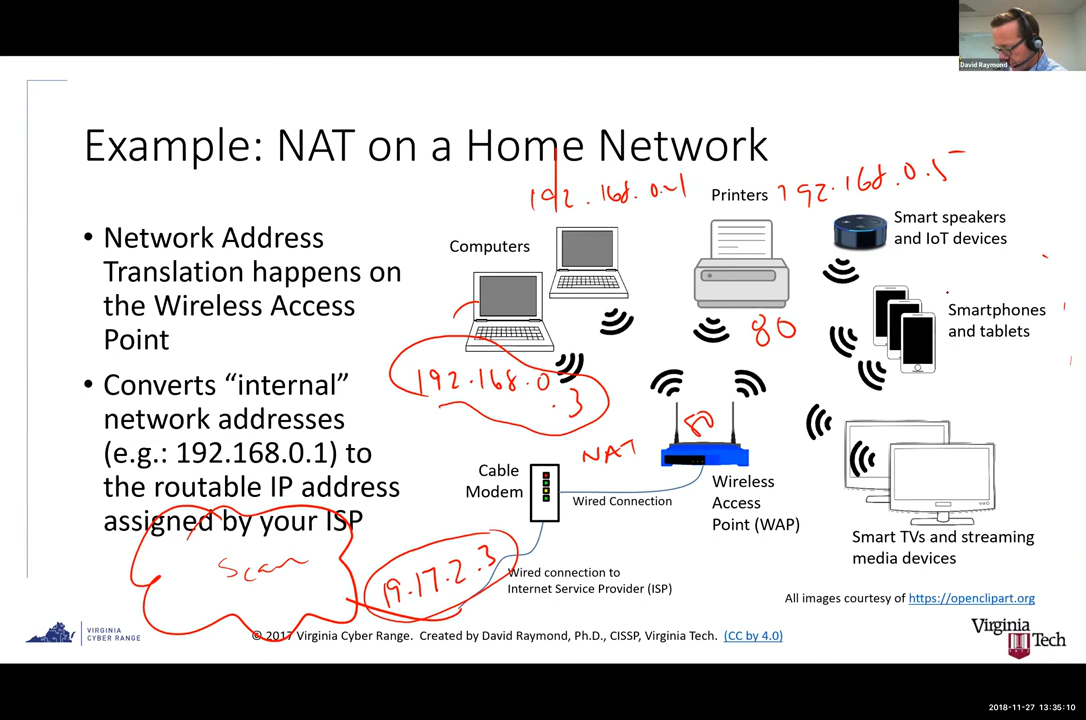 David Raymond
Example: NAT on a Home Network
• Network Address
Translation happens on
the Wireless Access
Point
• Converts “internal”
network addresses
(e.g.: 192.168.0.1) to
the routable IP address
assigned by your ISP
192.168.0.
Printers
192.168.0.15
Computers
Smart speakers
and IoT devices
Smartphones
and tablets
80
192.168.0
.3
80
NAT
Cable
Modem
Wired Connection
Wireless
Access
Point (WAP)
Smart TVs and streaming
media devices
Scan
19.17.2.3
Wired connection to
Internet Service Provider (ISP)
All images courtesy of https://openclipart.org
VIRGINIA
CYBER RANGE
© 2017 Virginia Cyber Range. Created by David Raymond, Ph.D., CISSP, Virginia Tech. (CC by 4.0)
Virginia
Tech
2018-11-27 13:35:10